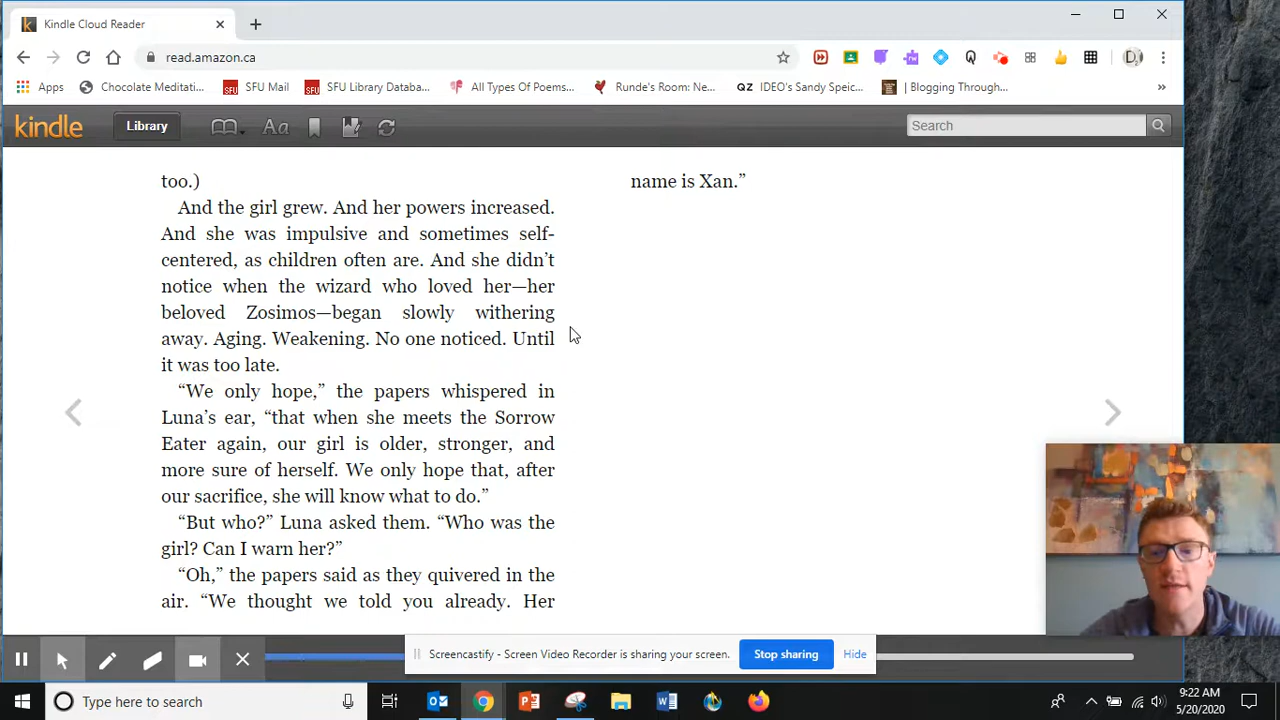 Kindle Cloud Reader
read.amazon.ca
Apps
Chocolate Meditati...
SFU Mail
SFU Library Databa...
All Types Of Poems...
Runde's Room: Ne...
QZ IDEO's Sandy Speic...
| Blogging Through...
kindle
Library
Aa
Search
too.)
And the girl grew. And her powers increased.
And she was impulsive and sometimes self-
centered, as children often are. And she didn't
notice when the wizard who loved her—her
beloved Zosimos—began slowly withering
away. Aging. Weakening. No one noticed. Until
it was too late.
“We only hope,” the papers whispered in
Luna’s ear, “that when she meets the Sorrow
Eater again, our girl is older, stronger, and
more sure of herself. We only hope that, after
our sacrifice, she will know what to do.”
“But who?” Luna asked them. “Who was the
girl? Can I warn her?”
“Oh,” the papers said as they quivered in the
air. “We thought we told you already. Her
name is Xan.”
Screencastify - Screen Video Recorder is sharing your screen.
Stop sharing
Hide
Type here to search
9:22 AM
5/20/2020